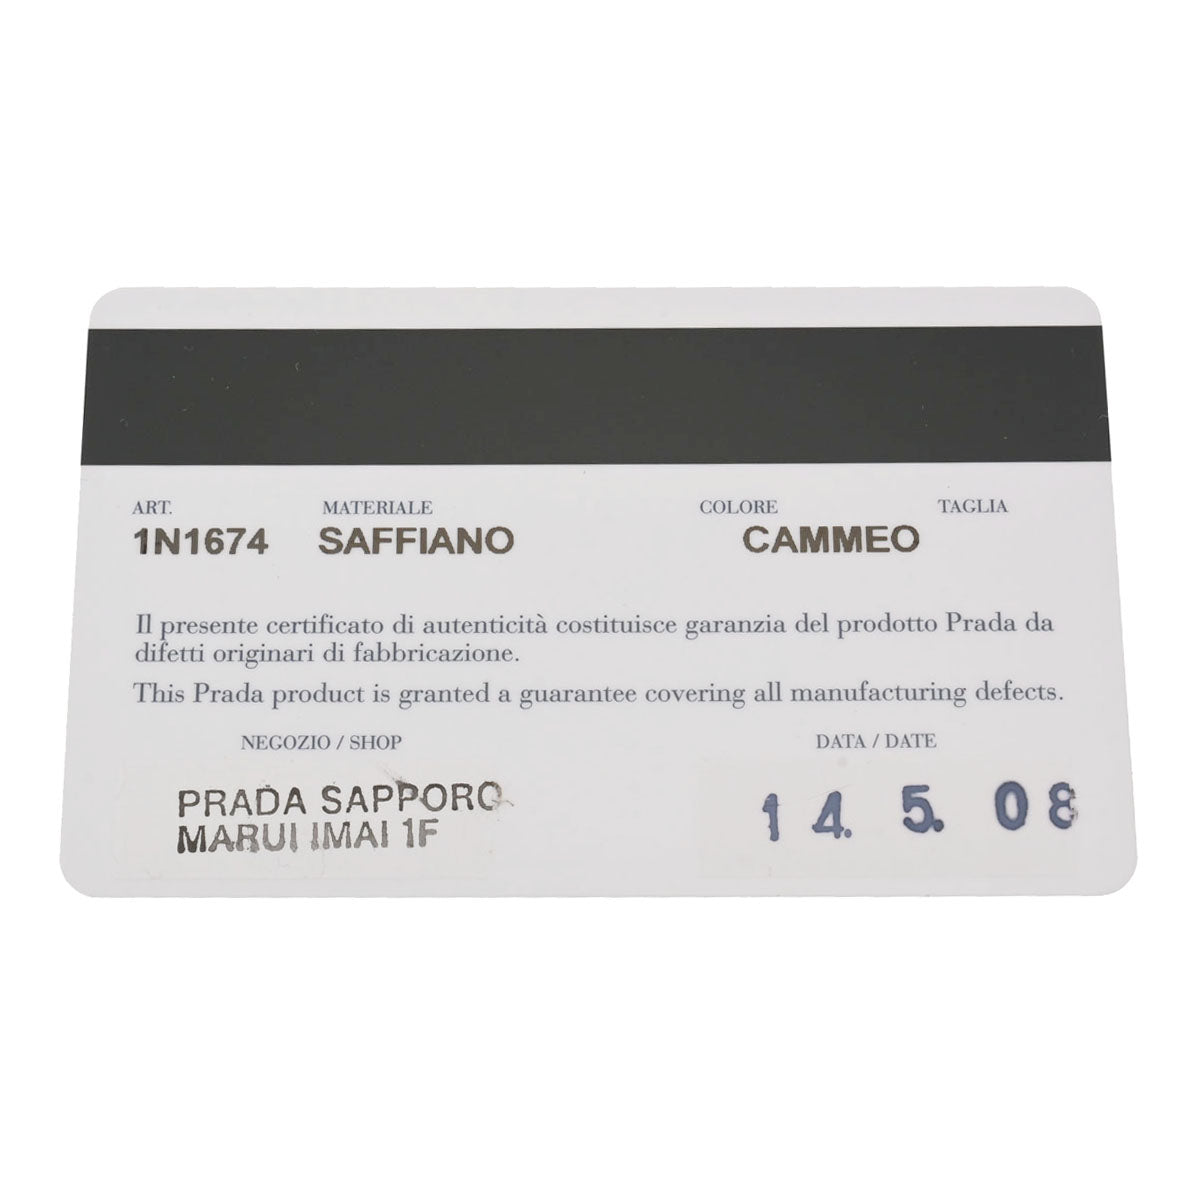 ART. MATERIALE COLORE TAGLIA
1N1674 SAFFIANO CAMMEO
Il presente certificato di autenticità costituisce garanzia del prodotto Prada da
difetti originari di fabbricazione.
This Prada product is granted a guarantee covering all manufacturing defects.
NEGOZIO / SHOP DATA / DATE
PRADA SAPPORO
MARUI IMAI 1F
14. 5. 08